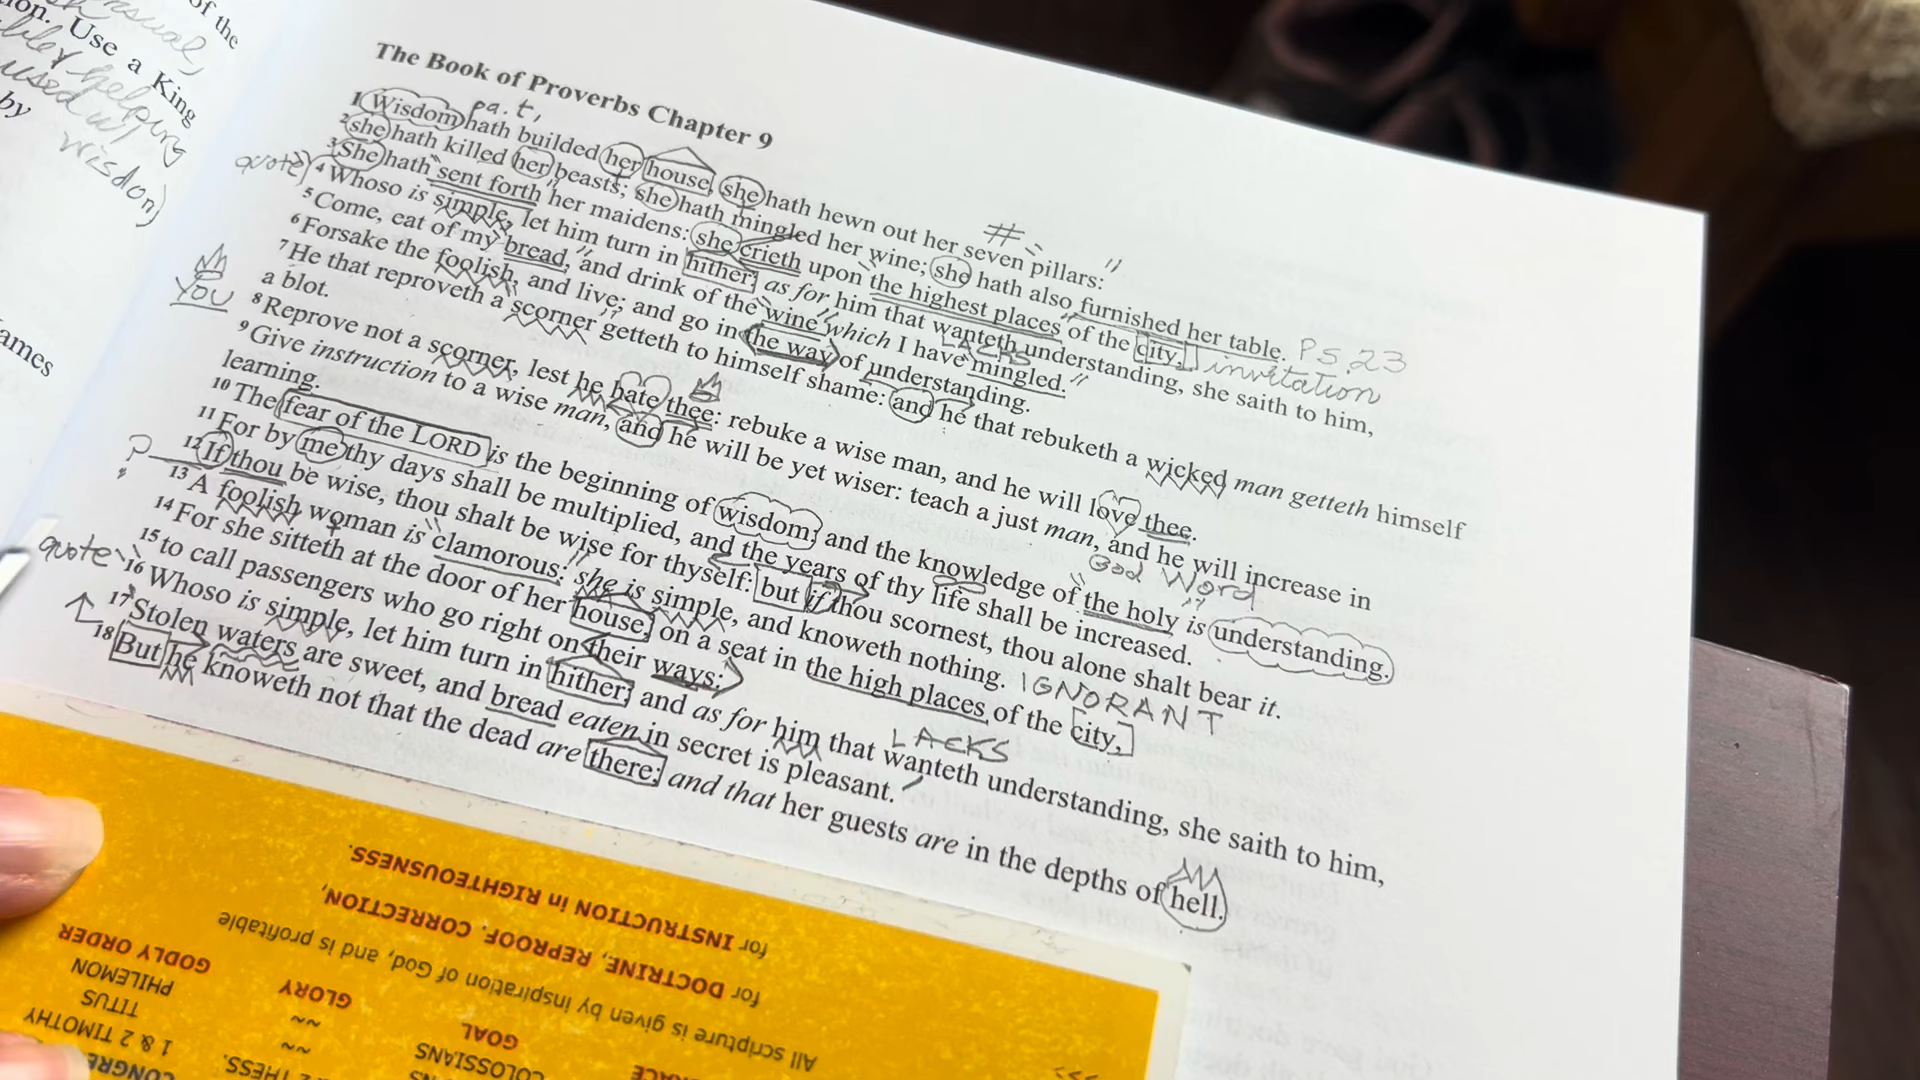 of the
ion. Use a King
by
ames
usual,
helping
used w/
wisdom)
The Book of Proverbs Chapter 9
pa. t,
1 Wisdom hath builded her house, she hath hewn out her seven pillars:
#
2 she hath killed her beasts; she hath mingled her wine; she hath also furnished her table. PS 23
3 She hath sent forth her maidens: she crieth upon the highest places of the city, invitation
quote
4 Whoso is simple, let him turn in hither: as for him that wanteth understanding, she saith to him,
LACKS
5 Come, eat of my bread, and drink of the wine which I have mingled.
6 Forsake the foolish, and live; and go in the way of understanding.
7 He that reproveth a scorner getteth to himself shame: and he that rebuketh a wicked man getteth himself
a blot.
YOU
8 Reprove not a scorner, lest he hate thee: rebuke a wise man, and he will love thee.
9 Give instruction to a wise man, and he will be yet wiser: teach a just man, and he will increase in
learning.
God Word
10 The fear of the LORD is the beginning of wisdom: and the knowledge of the holy is understanding.
11 For by me thy days shall be multiplied, and the years of thy life shall be increased.
?
12 If thou be wise, thou shalt be wise for thyself: but if thou scornest, thou alone shalt bear it.
13 A foolish woman is clamorous: she is simple, and knoweth nothing. IGNORANT
14 For she sitteth at the door of her house, on a seat in the high places of the city,
15 to call passengers who go right on their ways:
quote
16 Whoso is simple, let him turn in hither: and as for him that wanteth understanding, she saith to him,
LACKS
17 Stolen waters are sweet, and bread eaten in secret is pleasant.
18 But he knoweth not that the dead are there; and that her guests are in the depths of hell.
for INSTRUCTION in RIGHTEOUSNESS.
for DOCTRINE, REPROOF, CORRECTION,
All scripture is given by inspiration of God, and is profitable
GODLY ORDER
GLORY
GOAL
PHILEMON
~~
COLOSSIANS
TITUS
~~
1 & 2 TIMOTHY
2 THESS.